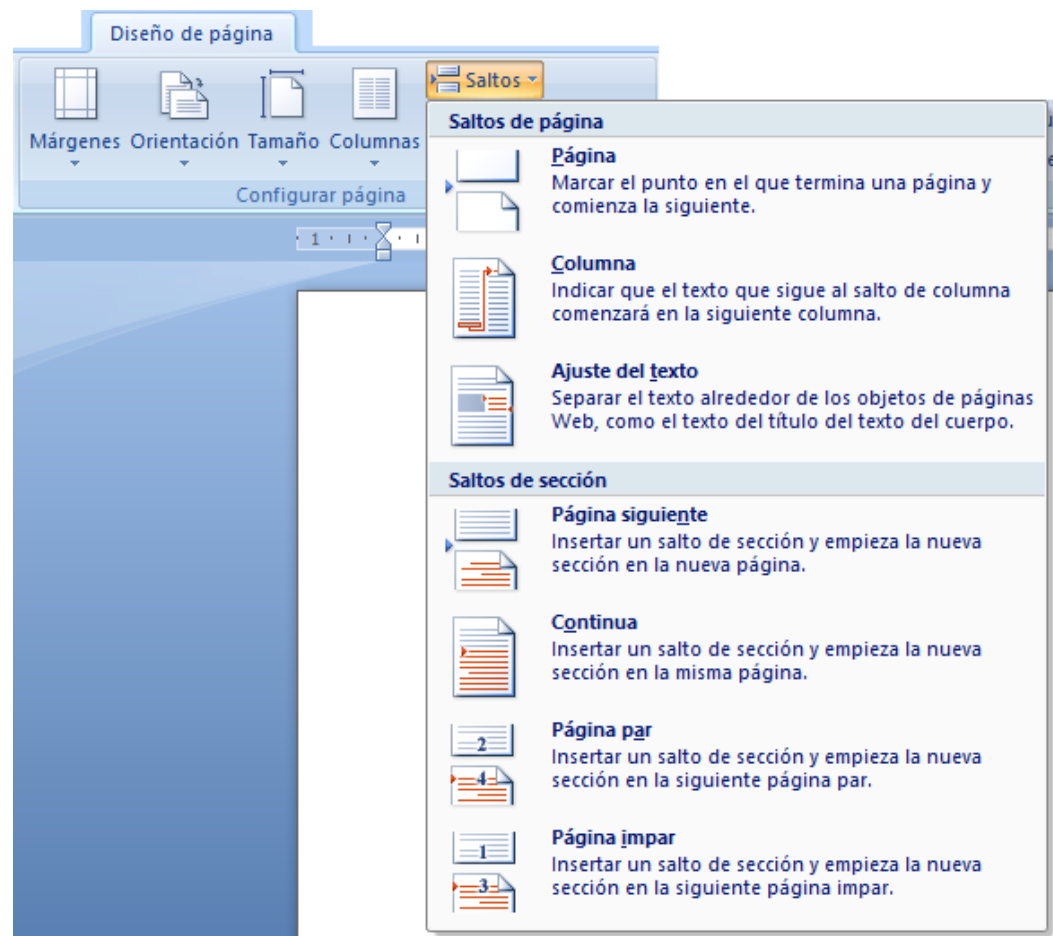 Diseño de página
Saltos
Márgenes Orientación Tamaño Columnas
Configurar página
1
Saltos de página
Página
Marcar el punto en el que termina una página y
comienza la siguiente.
Columna
Indicar que el texto que sigue al salto de columna
comenzará en la siguiente columna.
Ajuste del texto
Separar el texto alrededor de los objetos de páginas
Web, como el texto del título del texto del cuerpo.
Saltos de sección
Página siguiente
Insertar un salto de sección y empieza la nueva
sección en la nueva página.
Continua
Insertar un salto de sección y empieza la nueva
sección en la misma página.
2
4
Página par
Insertar un salto de sección y empieza la nueva
sección en la siguiente página par.
1
3
Página impar
Insertar un salto de sección y empieza la nueva
sección en la siguiente página impar.